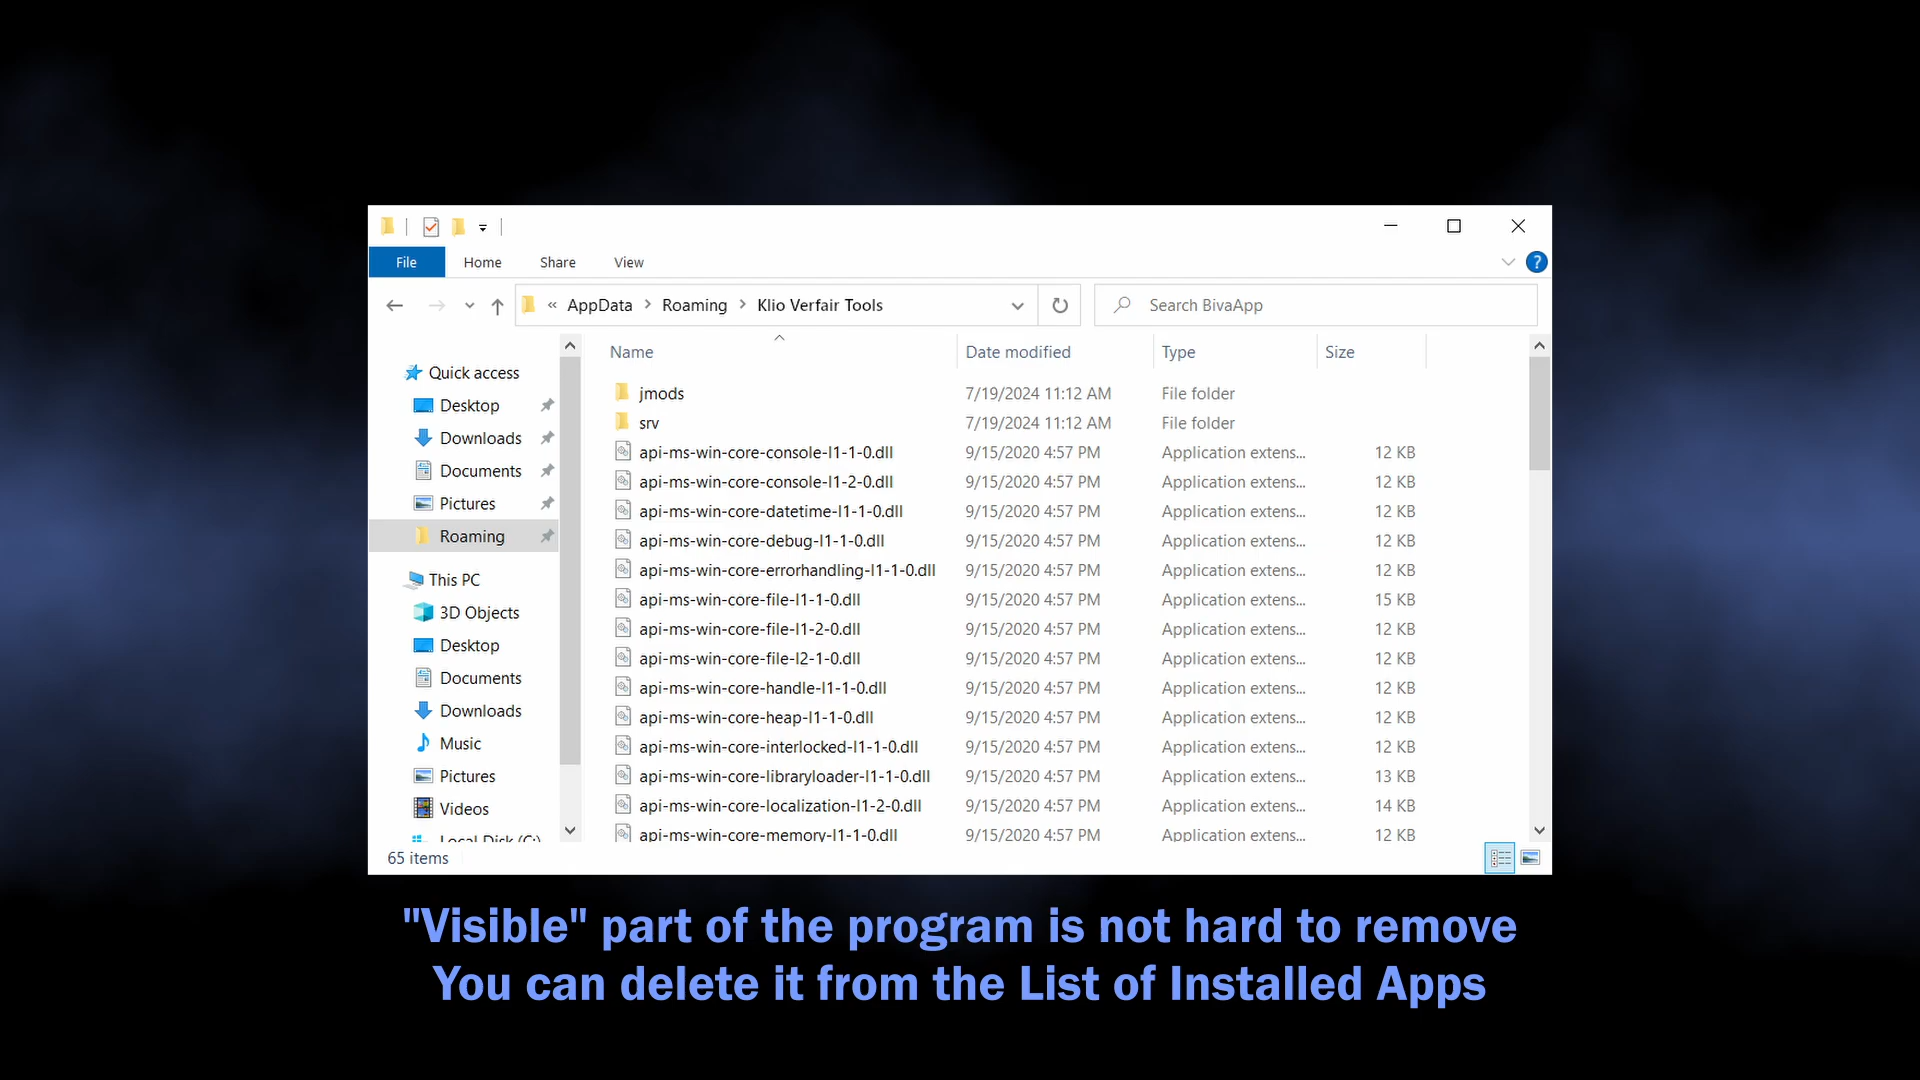 File Home Share View
« AppData > Roaming > Klio Verfair Tools
Search BivaApp
Name Date modified Type Size
Quick access
Desktop
Downloads
Documents
Pictures
Roaming
This PC
3D Objects
Desktop
Documents
Downloads
Music
Pictures
Videos
Local Disk (C:)
jmods 7/19/2024 11:12 AM File folder
srv 7/19/2024 11:12 AM File folder
api-ms-win-core-console-l1-1-0.dll 9/15/2020 4:57 PM Application extens... 12 KB
api-ms-win-core-console-l1-2-0.dll 9/15/2020 4:57 PM Application extens... 12 KB
api-ms-win-core-datetime-l1-1-0.dll 9/15/2020 4:57 PM Application extens... 12 KB
api-ms-win-core-debug-l1-1-0.dll 9/15/2020 4:57 PM Application extens... 12 KB
api-ms-win-core-errorhandling-l1-1-0.dll 9/15/2020 4:57 PM Application extens... 12 KB
api-ms-win-core-file-l1-1-0.dll 9/15/2020 4:57 PM Application extens... 15 KB
api-ms-win-core-file-l1-2-0.dll 9/15/2020 4:57 PM Application extens... 12 KB
api-ms-win-core-file-l2-1-0.dll 9/15/2020 4:57 PM Application extens... 12 KB
api-ms-win-core-handle-l1-1-0.dll 9/15/2020 4:57 PM Application extens... 12 KB
api-ms-win-core-heap-l1-1-0.dll 9/15/2020 4:57 PM Application extens... 12 KB
api-ms-win-core-interlocked-l1-1-0.dll 9/15/2020 4:57 PM Application extens... 12 KB
api-ms-win-core-libraryloader-l1-1-0.dll 9/15/2020 4:57 PM Application extens... 13 KB
api-ms-win-core-localization-l1-2-0.dll 9/15/2020 4:57 PM Application extens... 14 KB
api-ms-win-core-memory-l1-1-0.dll 9/15/2020 4:57 PM Application extens... 12 KB
65 items
"Visible" part of the program is not hard to remove
You can delete it from the List of Installed Apps